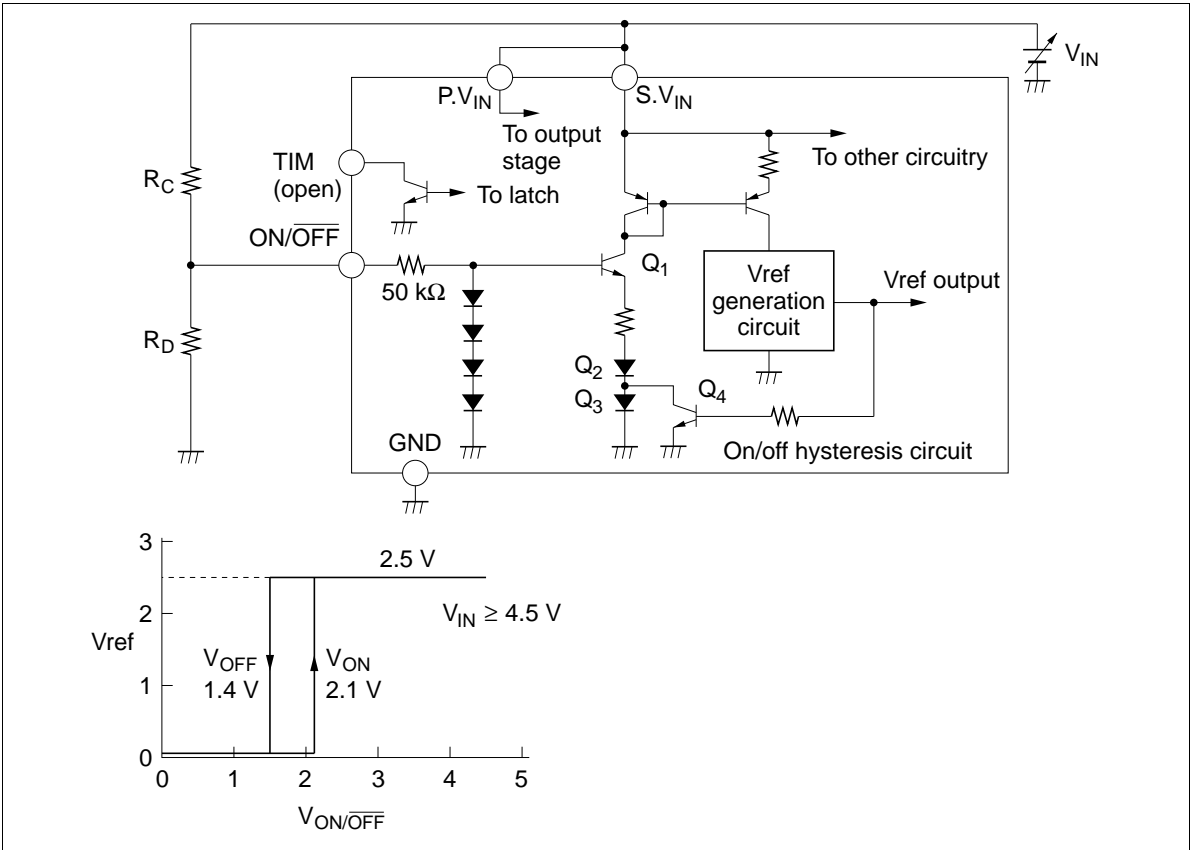 V_IN
P.V_IN
S.V_IN
To output
stage
To other circuitry
TIM
(open)
To latch
R_C
ON/O̅F̅F̅
50 kΩ
Q_1
Vref
generation
circuit
Vref output
R_D
Q_2
Q_3
Q_4
On/off hysteresis circuit
GND
3
2.5 V
2
V_IN ≥ 4.5 V
Vref
V_OFF
1.4 V
V_ON
2.1 V
1
0
0 1 2 3 4 5
V_ON/O̅F̅F̅